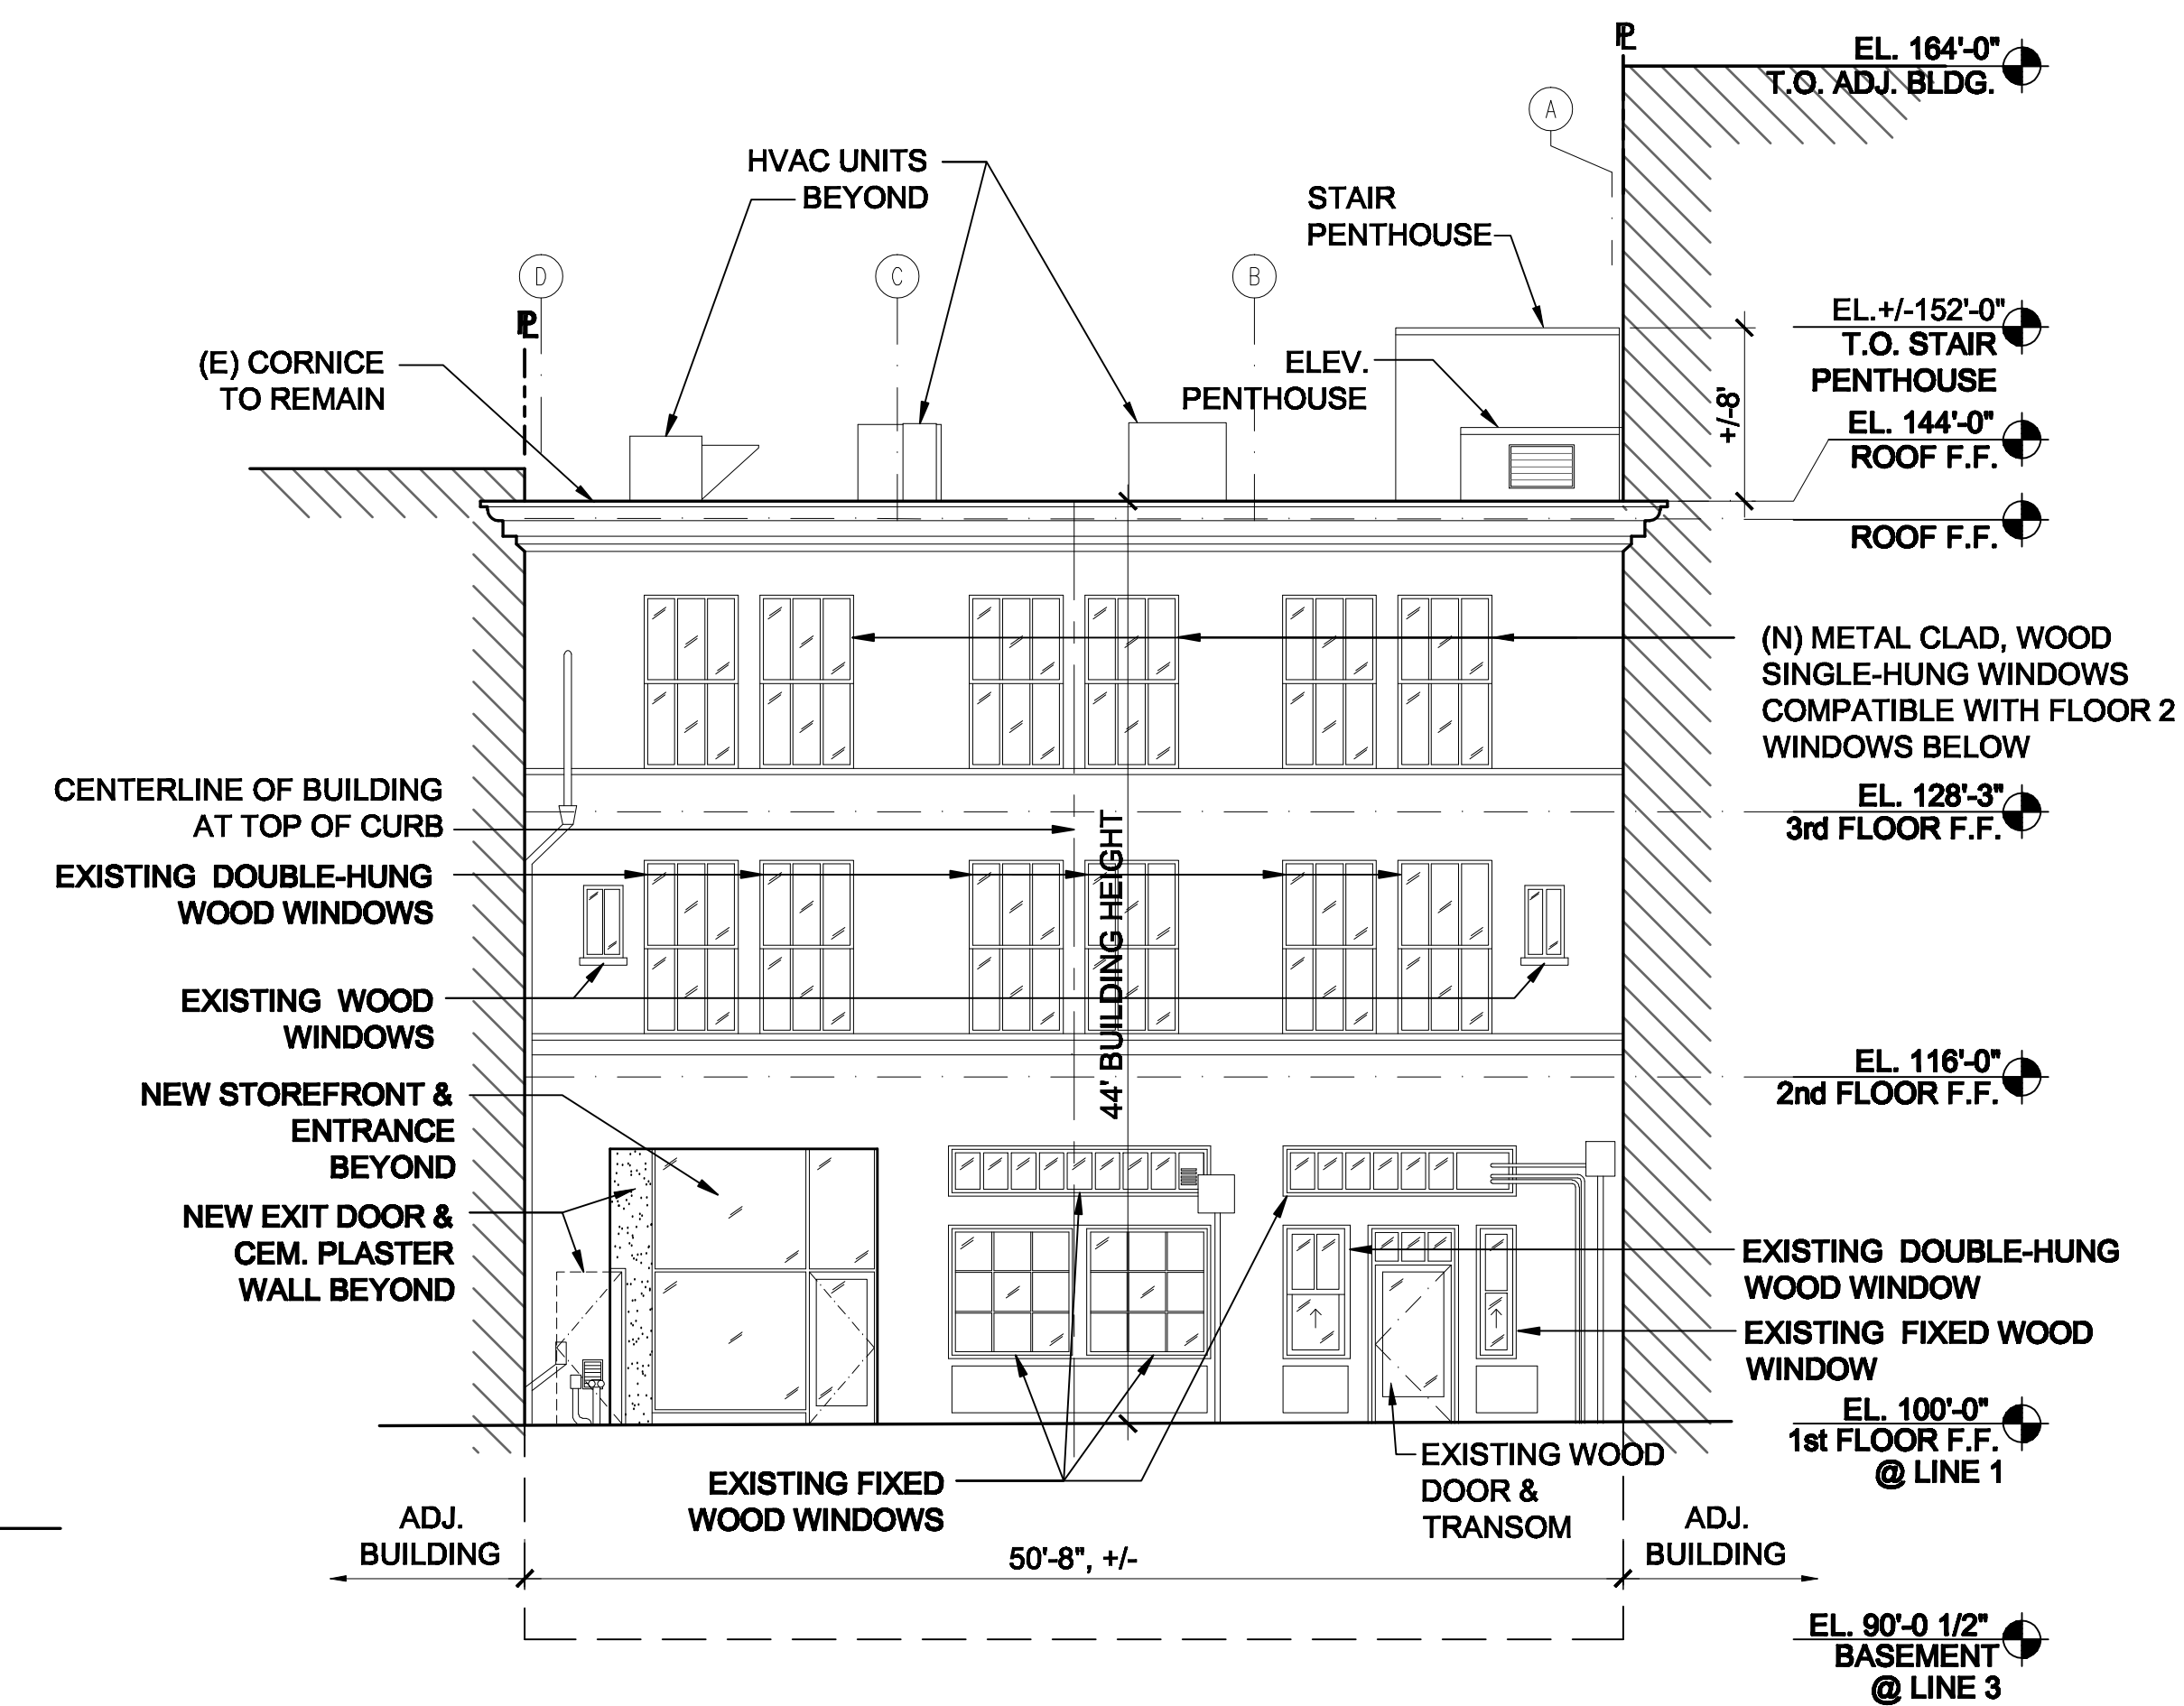 PL
EL. 164'-0"
T.O. ADJ. BLDG.
A
HVAC UNITS
BEYOND
STAIR
PENTHOUSE
D
C
B
PL
EL.+/-152'-0"
T.O. STAIR
PENTHOUSE
(E) CORNICE
TO REMAIN
ELEV.
PENTHOUSE
+/-8'
EL. 144'-0"
ROOF F.F.
ROOF F.F.
(N) METAL CLAD, WOOD
SINGLE-HUNG WINDOWS
COMPATIBLE WITH FLOOR 2
WINDOWS BELOW
CENTERLINE OF BUILDING
AT TOP OF CURB
EL. 128'-3"
3rd FLOOR F.F.
EXISTING DOUBLE-HUNG
WOOD WINDOWS
44' BUILDING HEIGHT
EXISTING WOOD
WINDOWS
EL. 116'-0"
2nd FLOOR F.F.
NEW STOREFRONT &
ENTRANCE
BEYOND
NEW EXIT DOOR &
CEM. PLASTER
WALL BEYOND
EXISTING DOUBLE-HUNG
WOOD WINDOW
EXISTING FIXED WOOD
WINDOW
EL. 100'-0"
1st FLOOR F.F.
@ LINE 1
EXISTING FIXED
WOOD WINDOWS
EXISTING WOOD
DOOR &
TRANSOM
ADJ.
BUILDING
50'-8", +/-
ADJ.
BUILDING
EL. 90'-0 1/2"
BASEMENT
@ LINE 3